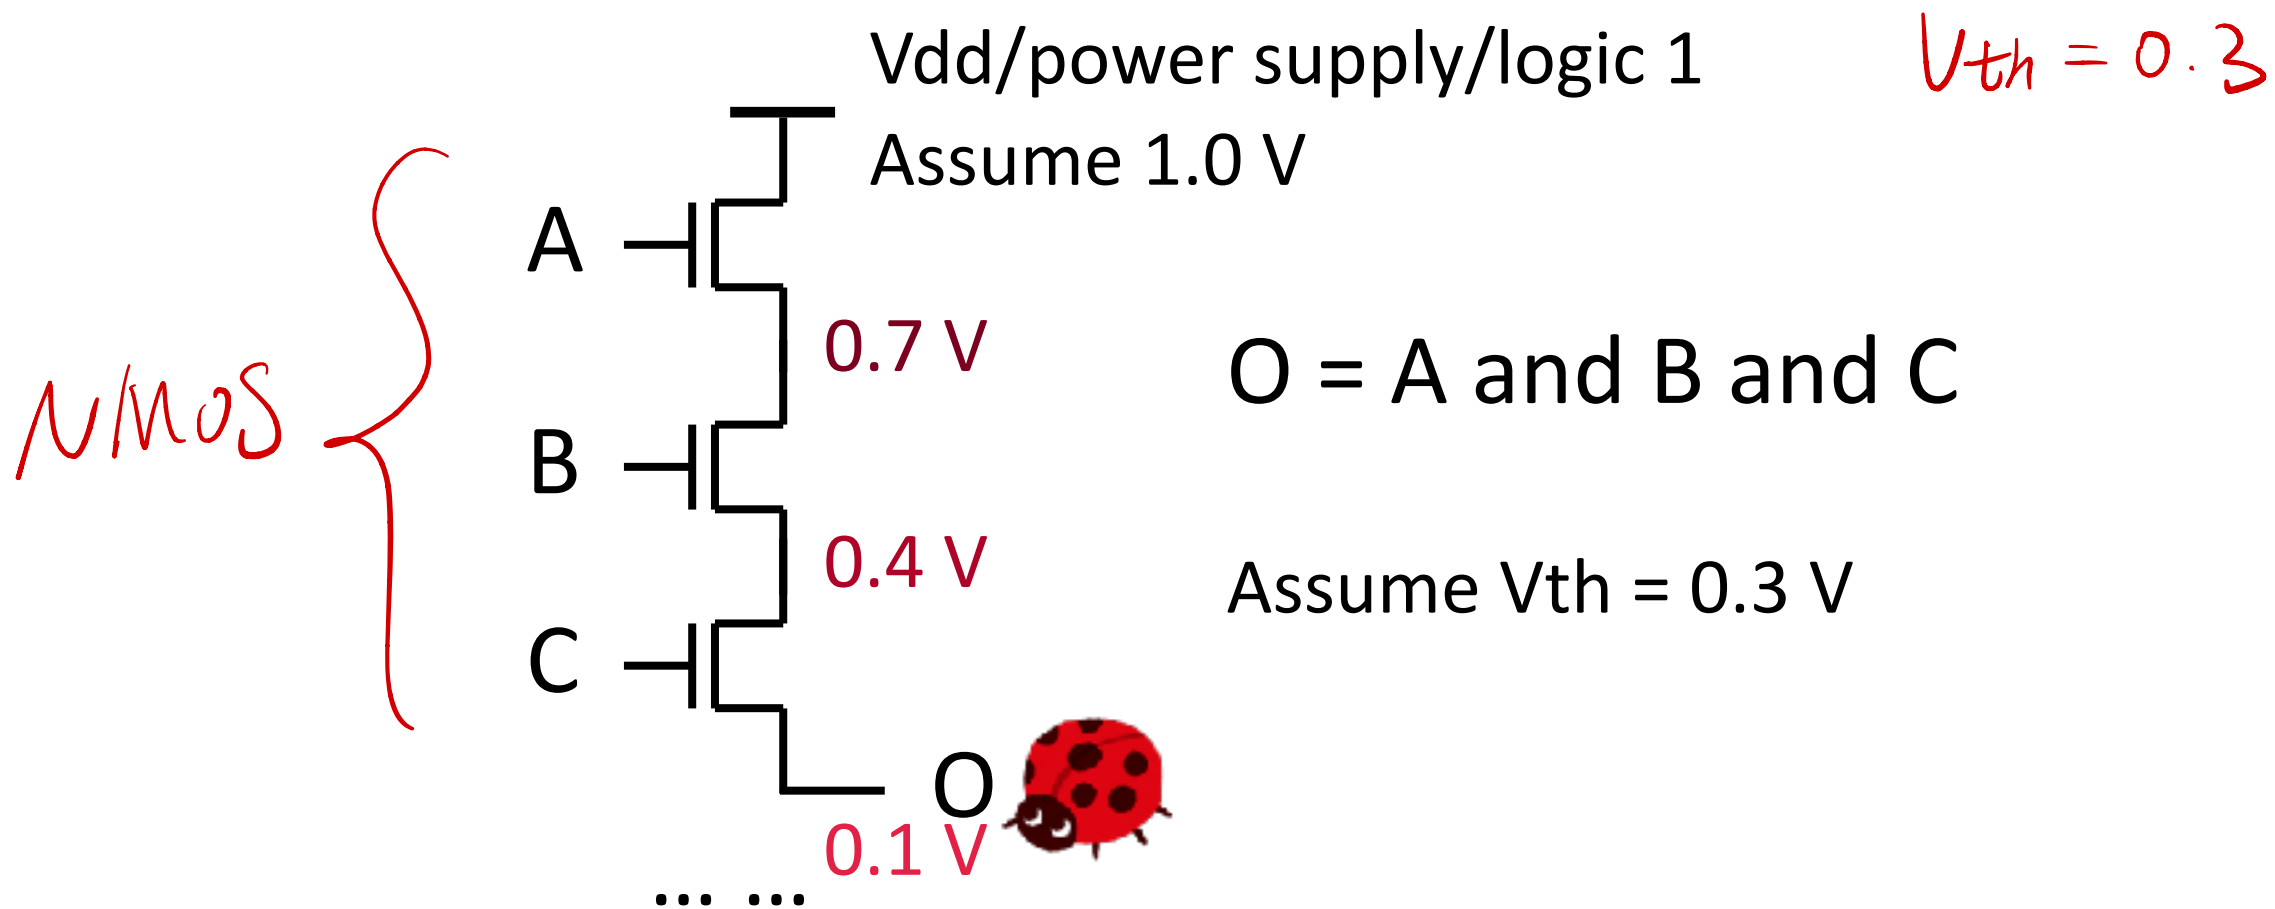 Vdd/power supply/logic 1
Vth = 0.3
Assume 1.0 V
A
0.7 V
O = A and B and C
NMOS
B
0.4 V
Assume Vth = 0.3 V
C
O
0.1 V
... ...